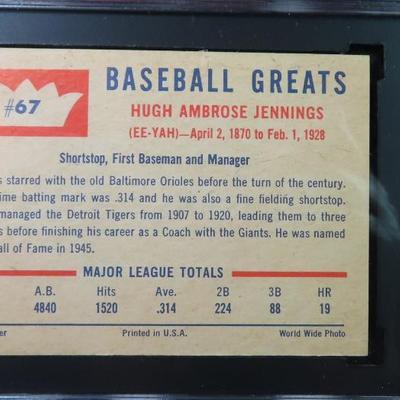 #67
BASEBALL GREATS
HUGH AMBROSE JENNINGS
(EE-YAH)—April 2, 1870 to Feb. 1, 1928
Shortstop, First Baseman and Manager
starred with the old Baltimore Orioles before the turn of the century.
batting mark was .314 and he was also a fine fielding shortstop.
managed the Detroit Tigers from 1907 to 1920, leading them to three
before finishing his career as a Coach with the Giants. He was named
of Fame in 1945.
MAJOR LEAGUE TOTALS
A.B. Hits Ave. 2B 3B HR
4840 1520 .314 224 88 19
Printed in U.S.A. World Wide Photo